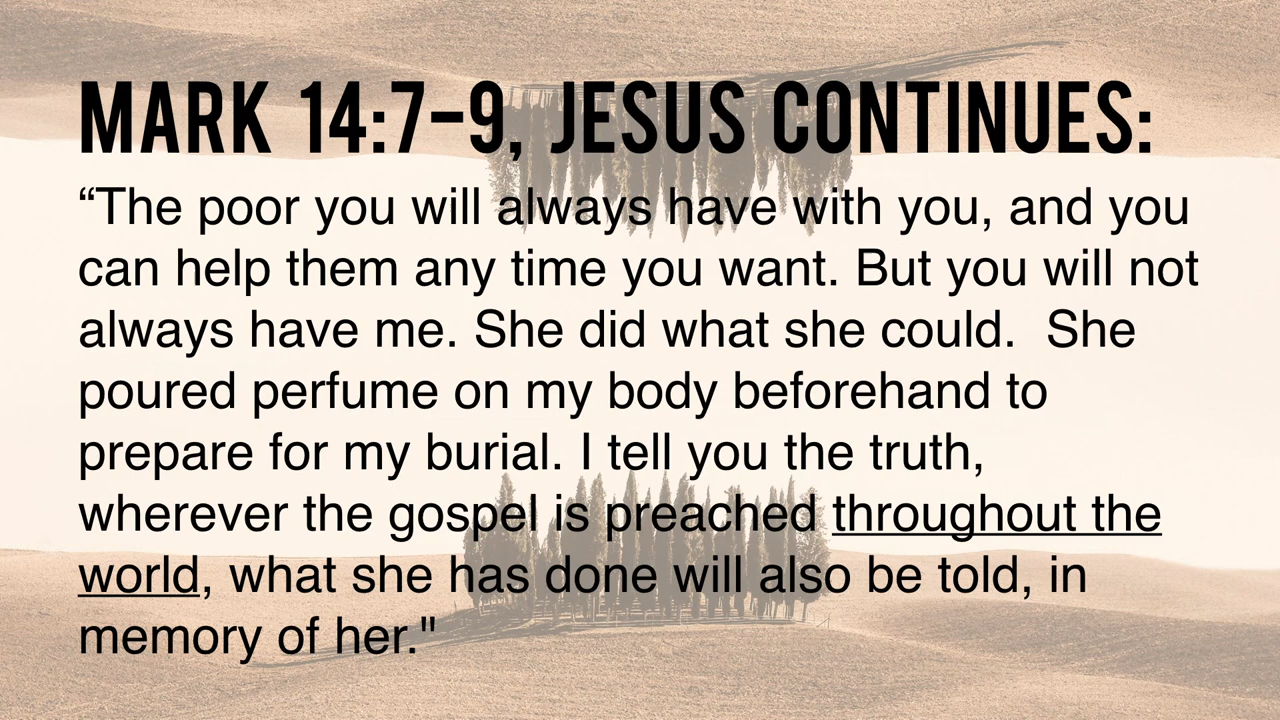 MARK 14:7–9, JESUS CONTINUES:
“The poor you will always have with you, and you
can help them any time you want. But you will not
always have me. She did what she could.  She
poured perfume on my body beforehand to
prepare for my burial. I tell you the truth,
wherever the gospel is preached throughout the
world, what she has done will also be told, in
memory of her."